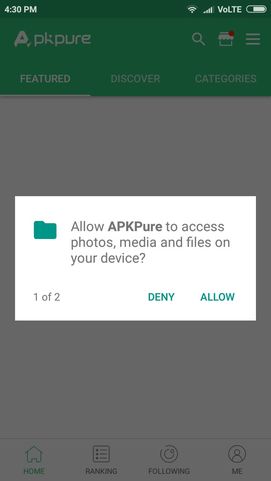 4:30 PM VoLTE
Apkpure
FEATURED DISCOVER CATEGORIES
Allow APKPure to access
photos, media and files on
your device?
1 of 2 DENY ALLOW
HOME RANKING FOLLOWING ME